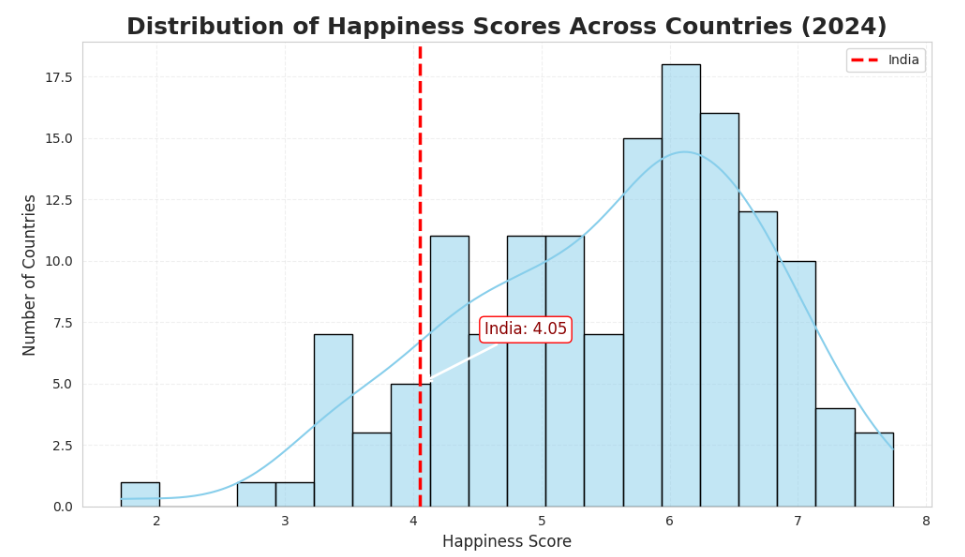 Distribution of Happiness Scores Across Countries (2024)
India
17.5
15.0
12.5
10.0
7.5
5.0
2.5
0.0
Number of Countries
India: 4.05
2 3 4 5 6 7 8
Happiness Score